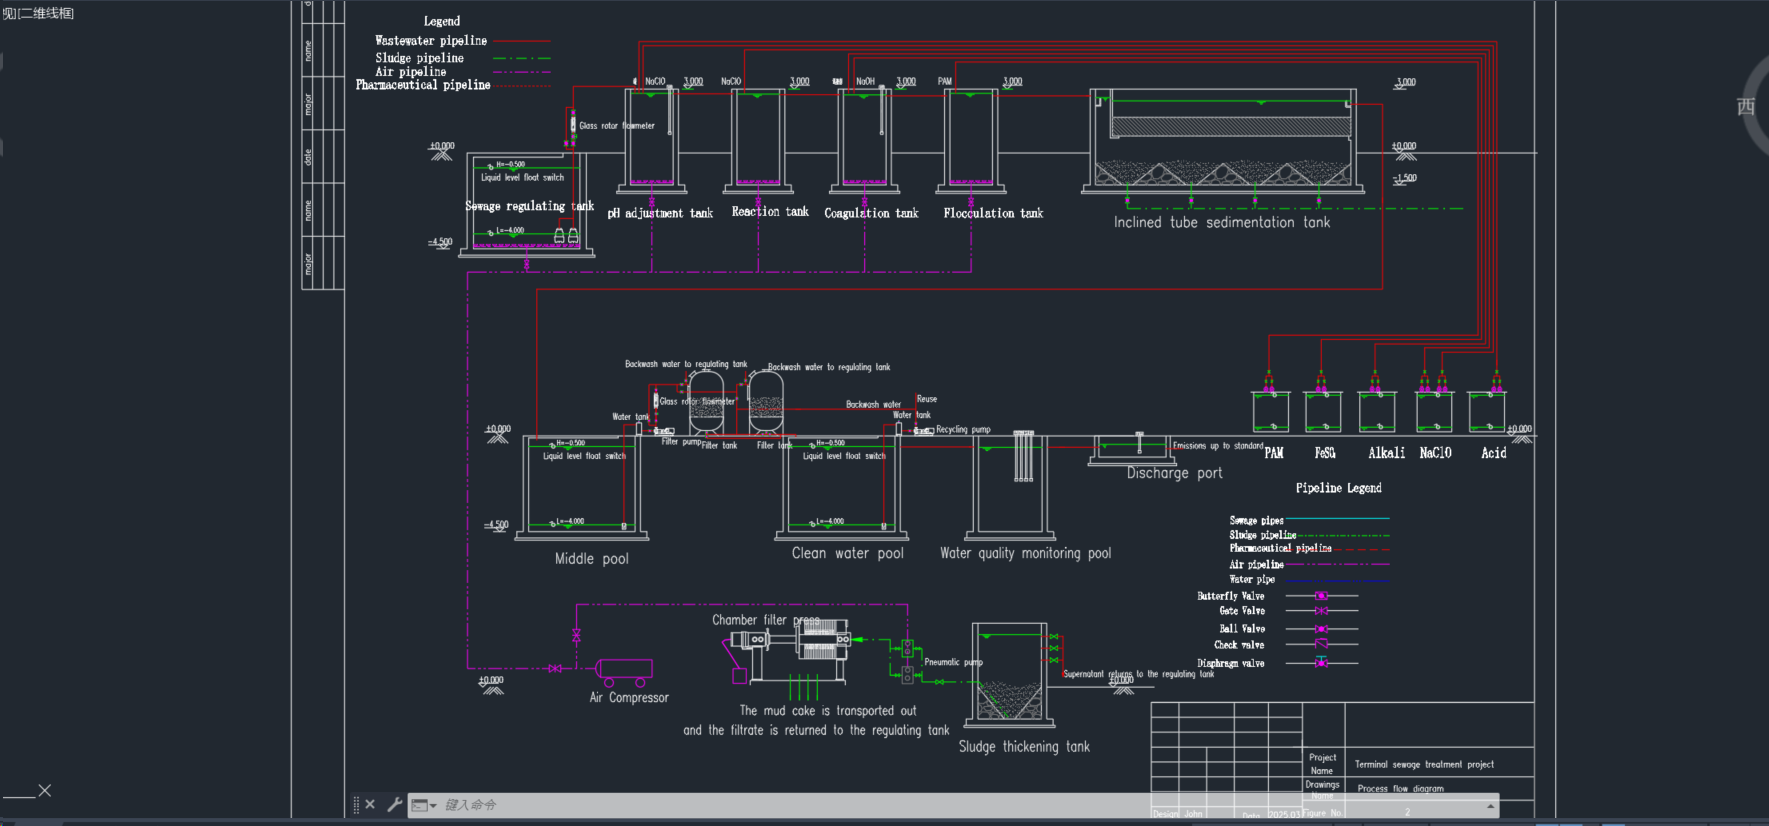 现][二维线框]
name
major
date
name
major
Legend
Wastewater pipeline
Sludge pipeline
Air pipeline
Pharmaceutical pipeline
NaClO
3.000
NaClO
3.000
NaOH
3.000
PAM
3.000
3.000
Glass rotor flowmeter
±0.000
±0.000
H=-0.500
Liquid level float switch
-1.500
Sewage regulating tank
pH adjustment tank
Reaction tank
Coagulation tank
Flocculation tank
Inclined tube sedimentation tank
L=-4.000
-4.500
西
Backwash water to regulating tank
Backwash water to regulating tank
Glass rotor flowmeter
Backwash water
Reuse
Water tank
Water tank
Filter pump
Filter tank
Filter tank
Recycling pump
±0.000
±0.000
H=-0.500
Liquid level float switch
H=-0.500
Liquid level float switch
Emissions up to standard
PAM
FeSO4
Alkali
NaClO
Acid
Discharge port
L=-4.000
L=-4.000
-4.500
Middle pool
Clean water pool
Water quality monitoring pool
Pipeline Legend
Sewage pipes
Sludge pipeline
Pharmaceutical pipeline
Air pipeline
Water pipe
Butterfly Valve
Gate Valve
Ball Valve
Check valve
Diaphragm valve
Chamber filter press
Pneumatic pump
Supernatant returns to the regulating tank
±0.000
±0.000
Air Compressor
The mud cake is transported out
and the filtrate is returned to the regulating tank
Sludge thickening tank
Project
Name
Terminal sewage treatment project
Drawings
Name
Process flow diagram
Design
John
Date
2025.03
Figure No.
2
键入命令